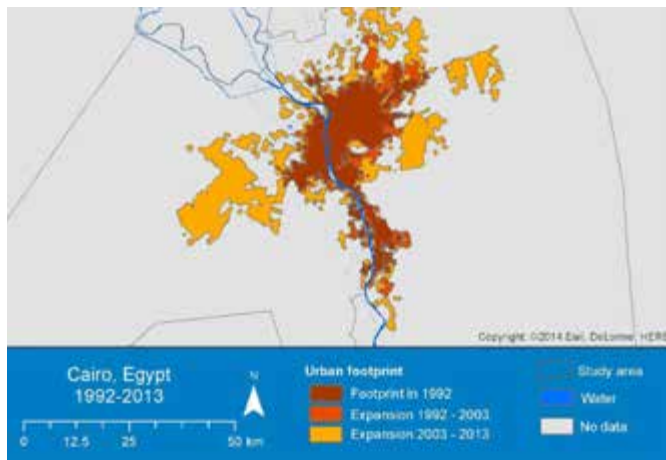 Copyright: ©2014 Esri, DeLorme, HERE
Cairo, Egypt
1992-2013
N
0 12.5 25 50 km
Urban footprint
Footprint in 1992
Expansion 1992 - 2003
Expansion 2003 - 2013
Study area
Water
No data